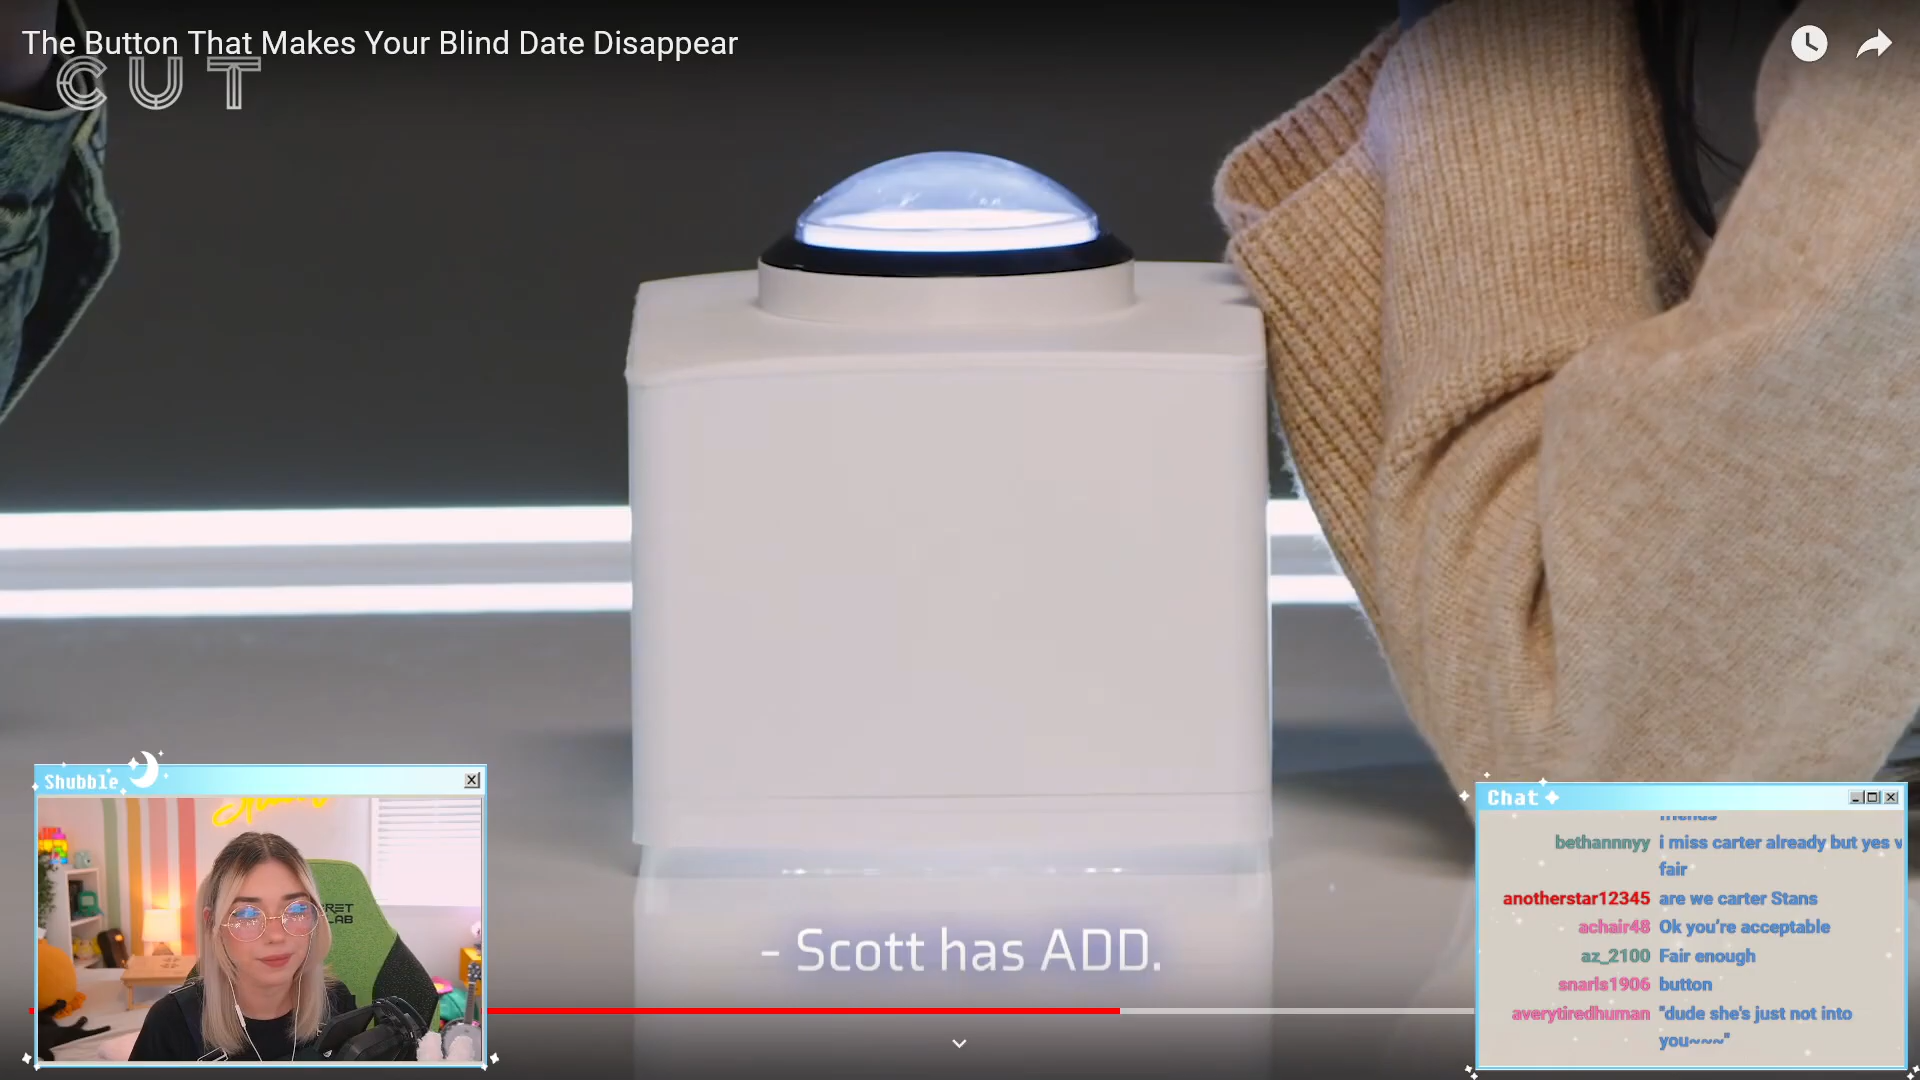 The Button That Makes Your Blind Date Disappear
CUT
- Scott has ADD.
Shubble
Chat
bethannnyy i miss carter already but yes v
fair
anotherstar12345 are we carter Stans
achair48 Ok you're acceptable
az_2100 Fair enough
snarls1906 button
averytiredhuman "dude she's just not into
you~~~"